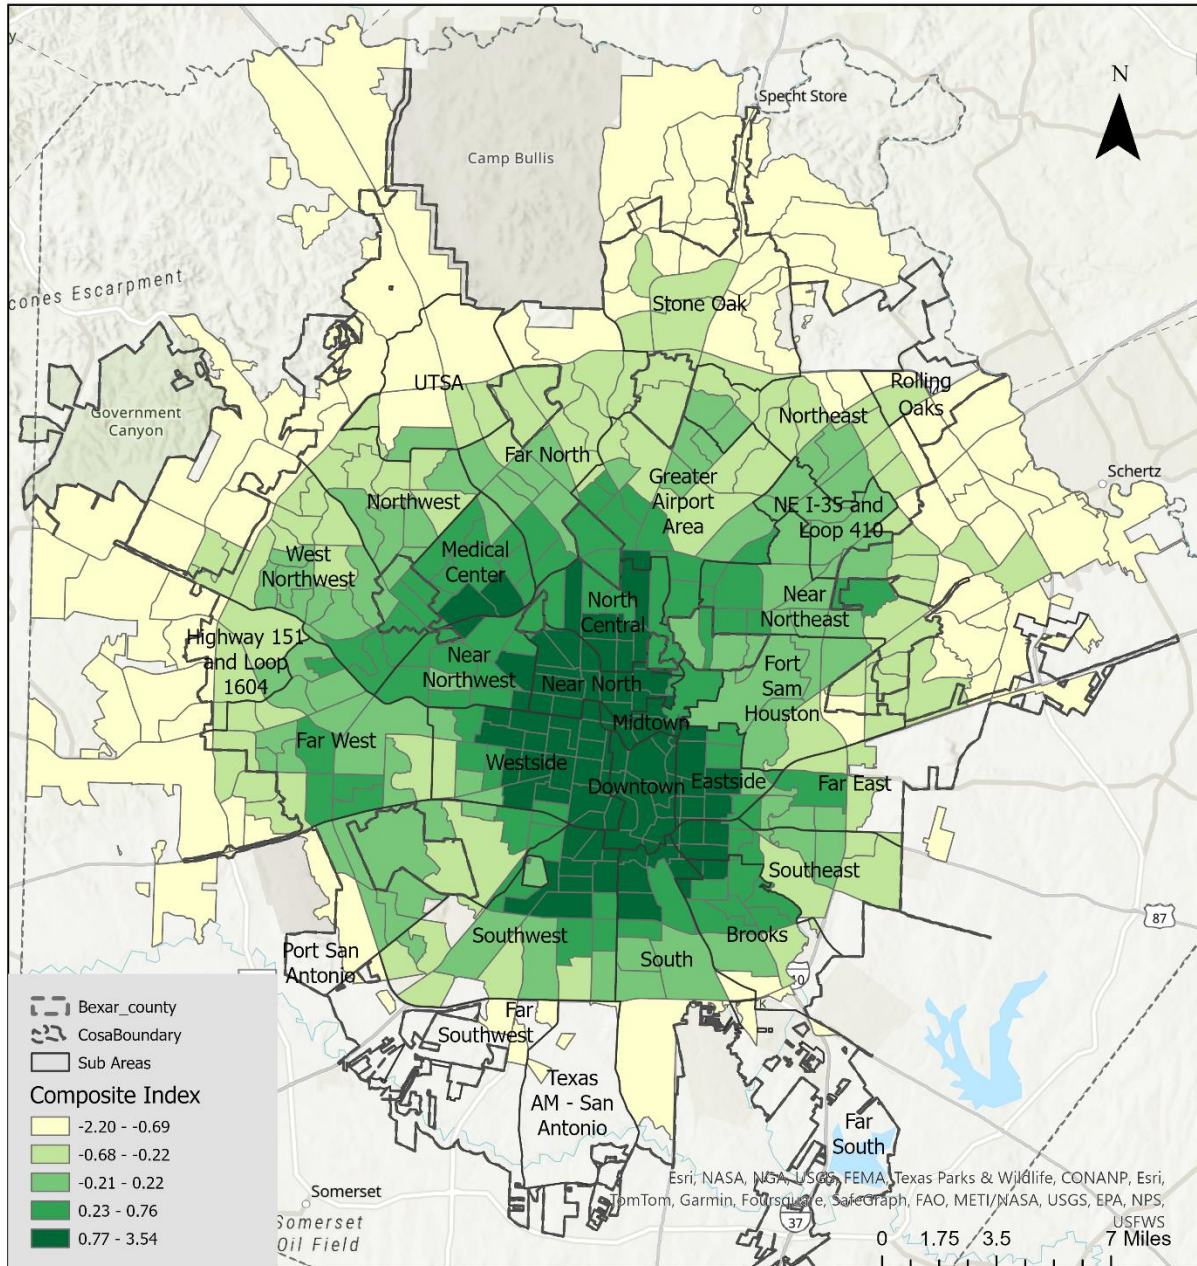 y
N
Specht Store
Camp Bullis
cones Escarpment
Stone Oak
UTSA
Rolling
Oaks
Government
Canyon
Northeast
Far North
Greater
Airport
Area
Schertz
Northwest
NE I-35 and
Loop 410
West
Northwest
Medical
Center
North
Central
Near
Northeast
Highway 151
and Loop
1604
Near
Northwest
Near North
Fort
Sam
Houston
Midtown
Far West
Westside
Downtown
Eastside
Far East
Southeast
87
Southwest
Brooks
South
Port San
Antonio
10
k
Far
Southwest
Texas
AM - San
Antonio
Far
South
Somerset
Somerset
Oil Field
37
Bexar_county
CosaBoundary
Sub Areas
Composite Index
-2.20 - -0.69
-0.68 - -0.22
-0.21 - 0.22
0.23 - 0.76
0.77 - 3.54
Esri, NASA, NGA, USGS, FEMA, Texas Parks & Wildlife, CONANP, Esri,
TomTom, Garmin, Foursquare, SafeGraph, FAO, METI/NASA, USGS, EPA, NPS,
USFWS
0 1.75 3.5 7 Miles